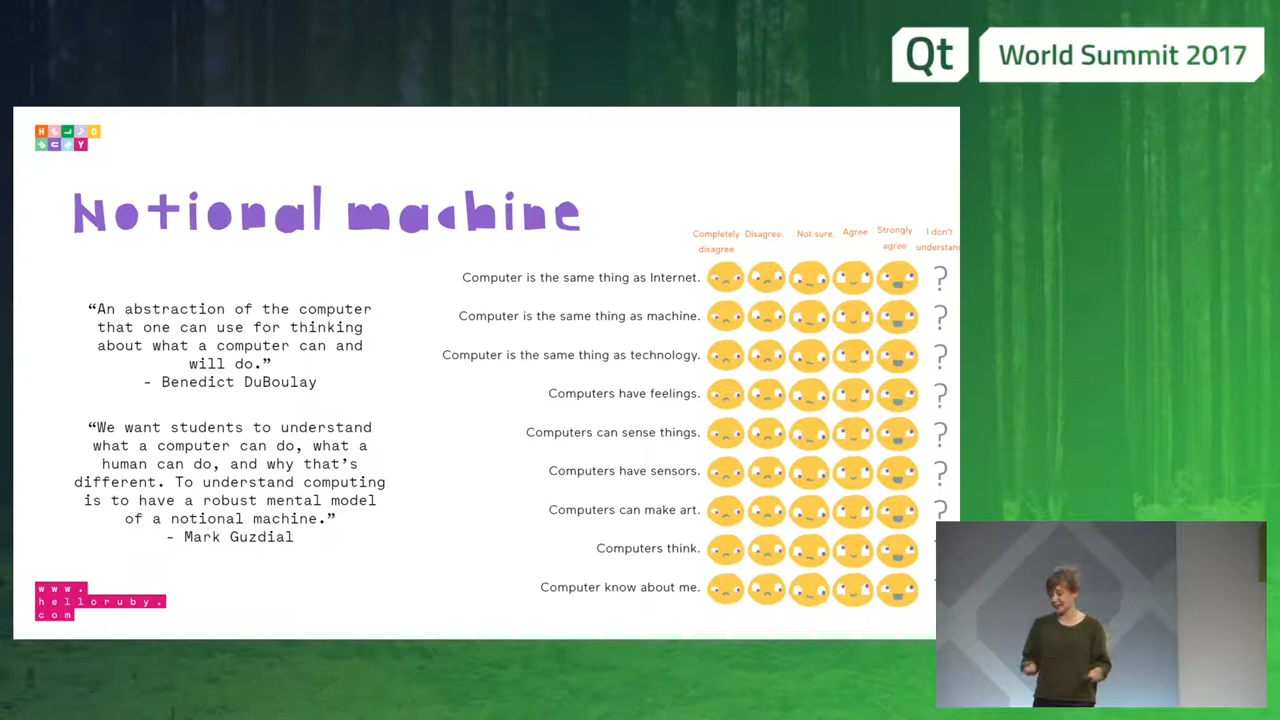 Qt World Summit 2017
HELLO
RUBY
Notional machine
Completely disagree
Disagree.
Not sure.
Agree
Strongly agree
I don't understand
“An abstraction of the computer
that one can use for thinking
about what a computer can and
will do.”
- Benedict DuBoulay
“We want students to understand
what a computer can do, what a
human can do, and why that’s
different. To understand computing
is to have a robust mental model
of a notional machine.”
- Mark Guzdial
Computer is the same thing as Internet.
?
Computer is the same thing as machine.
?
Computer is the same thing as technology.
?
Computers have feelings.
?
Computers can sense things.
?
Computers have sensors.
?
Computers can make art.
?
Computers think.
Computer know about me.
www.
helloruby.
com